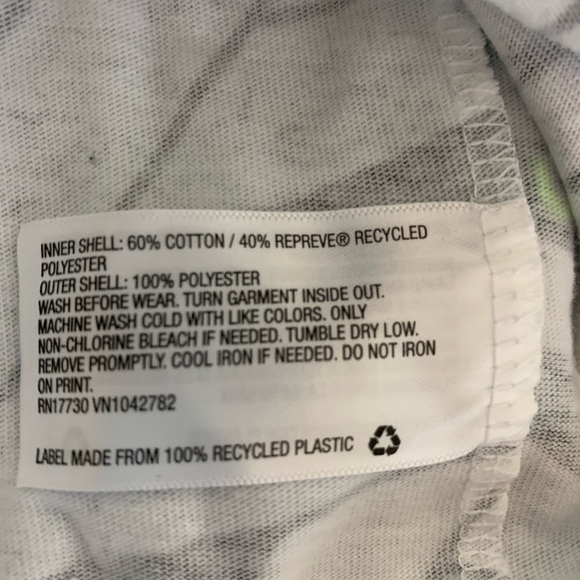 INNER SHELL: 60% COTTON / 40% REPREVE® RECYCLED
POLYESTER
OUTER SHELL: 100% POLYESTER
WASH BEFORE WEAR. TURN GARMENT INSIDE OUT.
MACHINE WASH COLD WITH LIKE COLORS. ONLY
NON-CHLORINE BLEACH IF NEEDED. TUMBLE DRY LOW.
REMOVE PROMPTLY. COOL IRON IF NEEDED. DO NOT IRON
ON PRINT.
RN17730 VN1042782
LABEL MADE FROM 100% RECYCLED PLASTIC